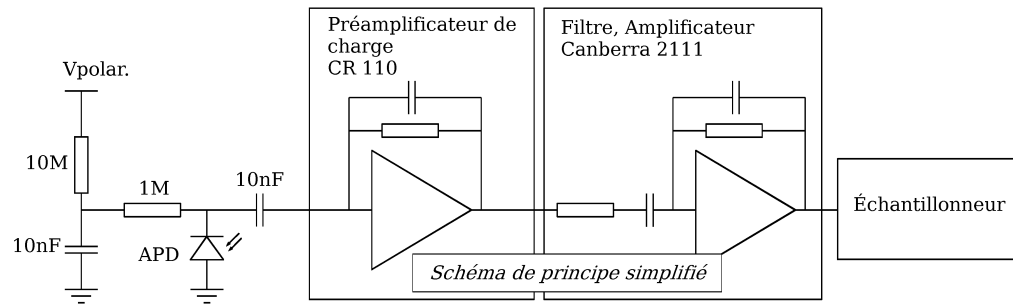 Préamplificateur de
charge
CR 110
Filtre, Amplificateur
Canberra 2111
Vpolar.
10M
1M
10nF
10nF
APD
Échantillonneur
Schéma de principe simplifié